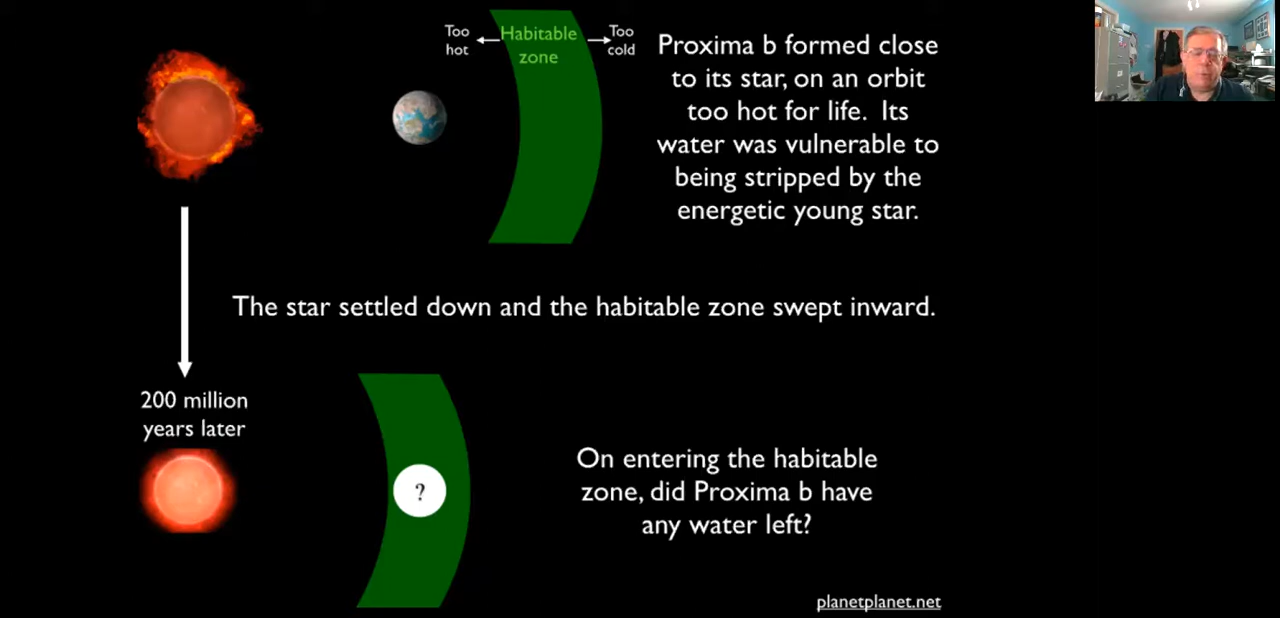 Too
hot
Habitable
zone
Too
cold
Proxima b formed close
to its star, on an orbit
too hot for life. Its
water was vulnerable to
being stripped by the
energetic young star.
The star settled down and the habitable zone swept inward.
200 million
years later
?
On entering the habitable
zone, did Proxima b have
any water left?
planetplanet.net